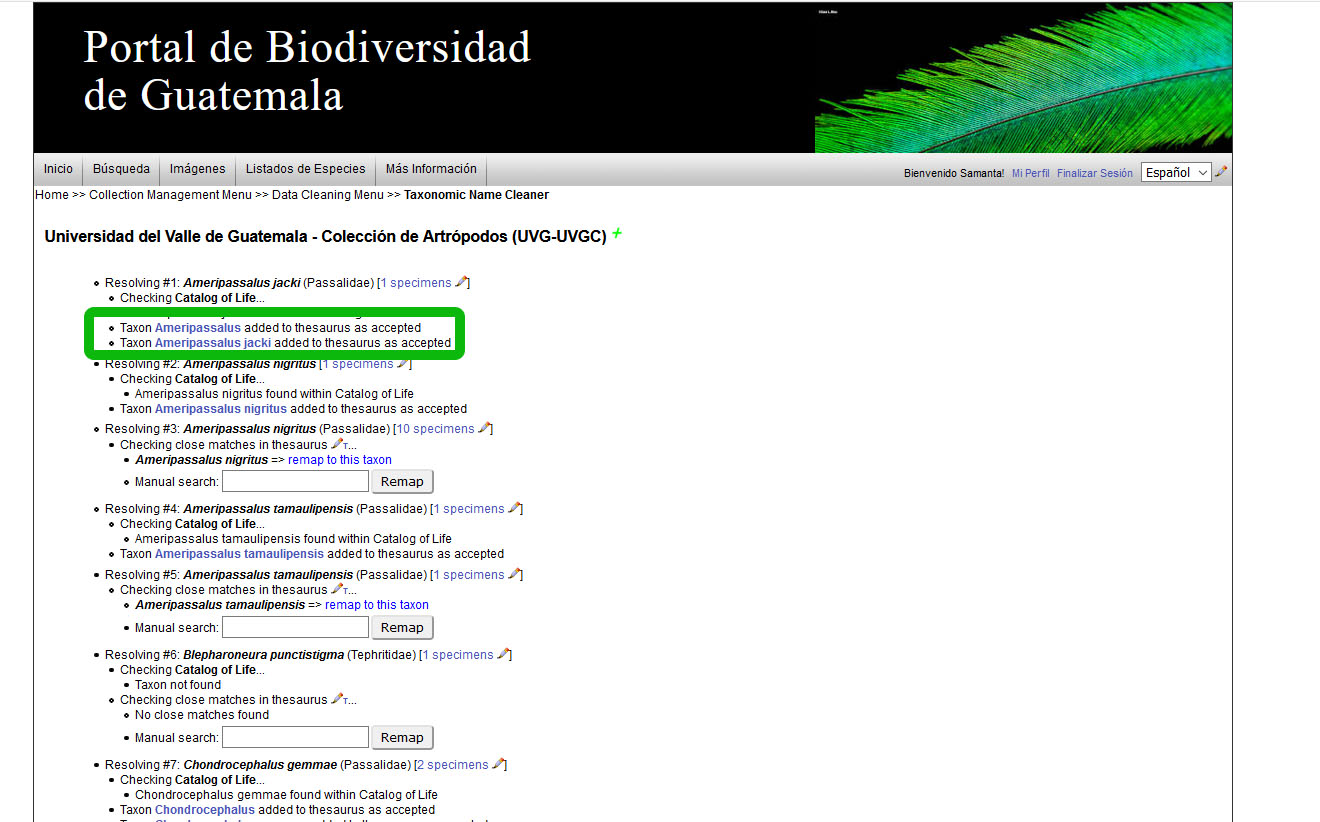 Portal de Biodiversidad
de Guatemala
Inicio Búsqueda Imágenes Listados de Especies Más Información
Bienvenido Samanta! Mi Perfil Finalizar Sesión Español
Home >> Collection Management Menu >> Data Cleaning Menu >> Taxonomic Name Cleaner
Universidad del Valle de Guatemala - Colección de Artrópodos (UVG-UVGC) +
Resolving #1: Ameripassalus jacki (Passalidae) [1 specimens ]
Checking Catalog of Life...
Taxon Ameripassalus added to thesaurus as accepted
Taxon Ameripassalus jacki added to thesaurus as accepted
Resolving #2: Ameripassalus nigritus [1 specimens ]
Checking Catalog of Life...
Ameripassalus nigritus found within Catalog of Life
Taxon Ameripassalus nigritus added to thesaurus as accepted
Resolving #3: Ameripassalus nigritus (Passalidae) [10 specimens ]
Checking close matches in thesaurus T...
Ameripassalus nigritus => remap to this taxon
Manual search: Remap
Resolving #4: Ameripassalus tamaulipensis (Passalidae) [1 specimens ]
Checking Catalog of Life...
Ameripassalus tamaulipensis found within Catalog of Life
Taxon Ameripassalus tamaulipensis added to thesaurus as accepted
Resolving #5: Ameripassalus tamaulipensis (Passalidae) [1 specimens ]
Checking close matches in thesaurus T...
Ameripassalus tamaulipensis => remap to this taxon
Manual search: Remap
Resolving #6: Blepharoneura punctistigma (Tephritidae) [1 specimens ]
Checking Catalog of Life...
Taxon not found
Checking close matches in thesaurus T...
No close matches found
Manual search: Remap
Resolving #7: Chondrocephalus gemmae (Passalidae) [2 specimens ]
Checking Catalog of Life...
Chondrocephalus gemmae found within Catalog of Life
Taxon Chondrocephalus added to thesaurus as accepted